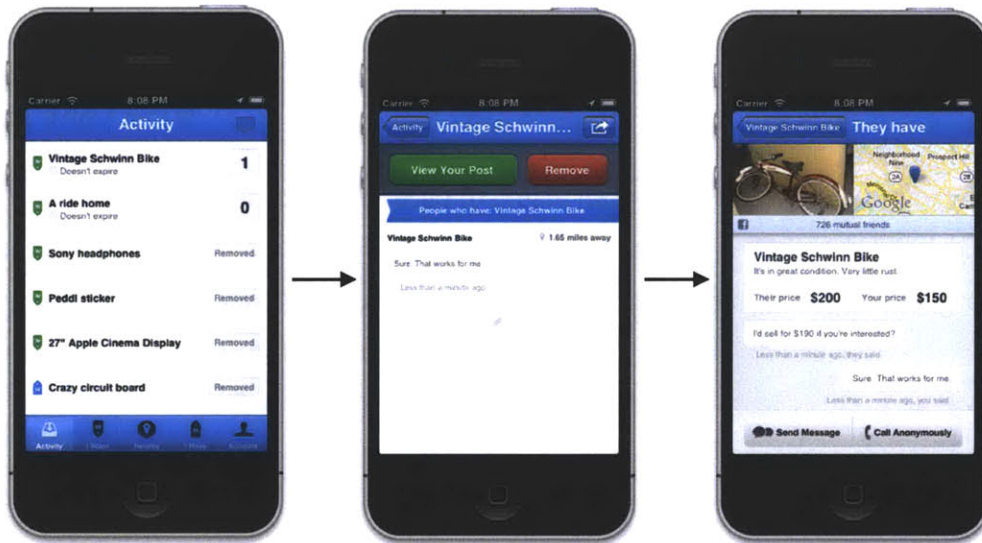 Carrier 8:08 PM
Activity
Vintage Schwinn Bike 1
Doesn't expire
A ride home 0
Doesn't expire
Sony headphones Removed
Peddl sticker Removed
27" Apple Cinema Display Removed
Crazy circuit board Removed
Activity
Carrier 8:08 PM
Activity Vintage Schwinn...
View Your Post Remove
People who have: Vintage Schwinn Bike
Vintage Schwinn Bike 1.65 miles away
Sure. That works for me
Less than a minute ago
Carrier 8:08 PM
Vintage Schwinn Bike They have
Neighborhood Nine Prospect Hill
2A
Google
726 mutual friends
Vintage Schwinn Bike
It's in great condition. Very little rust.
Their price $200 Your price $150
I'd sell for $190 if you're interested?
Less than a minute ago, they said
Sure. That works for me
Less than a minute ago, you said
Send Message Call Anonymously